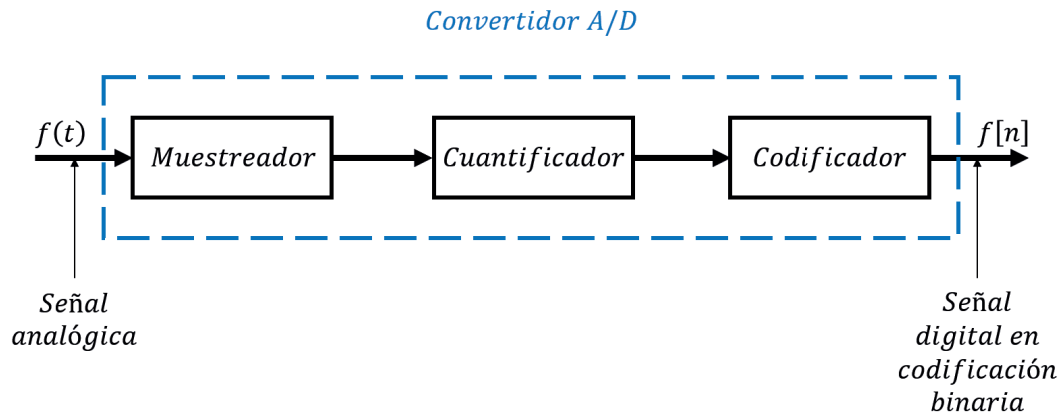 Convertidor A/D
f(t)
Muestreador
Cuantificador
Codificador
f[n]
Señal
analógica
Señal
digital en
codificación
binaria